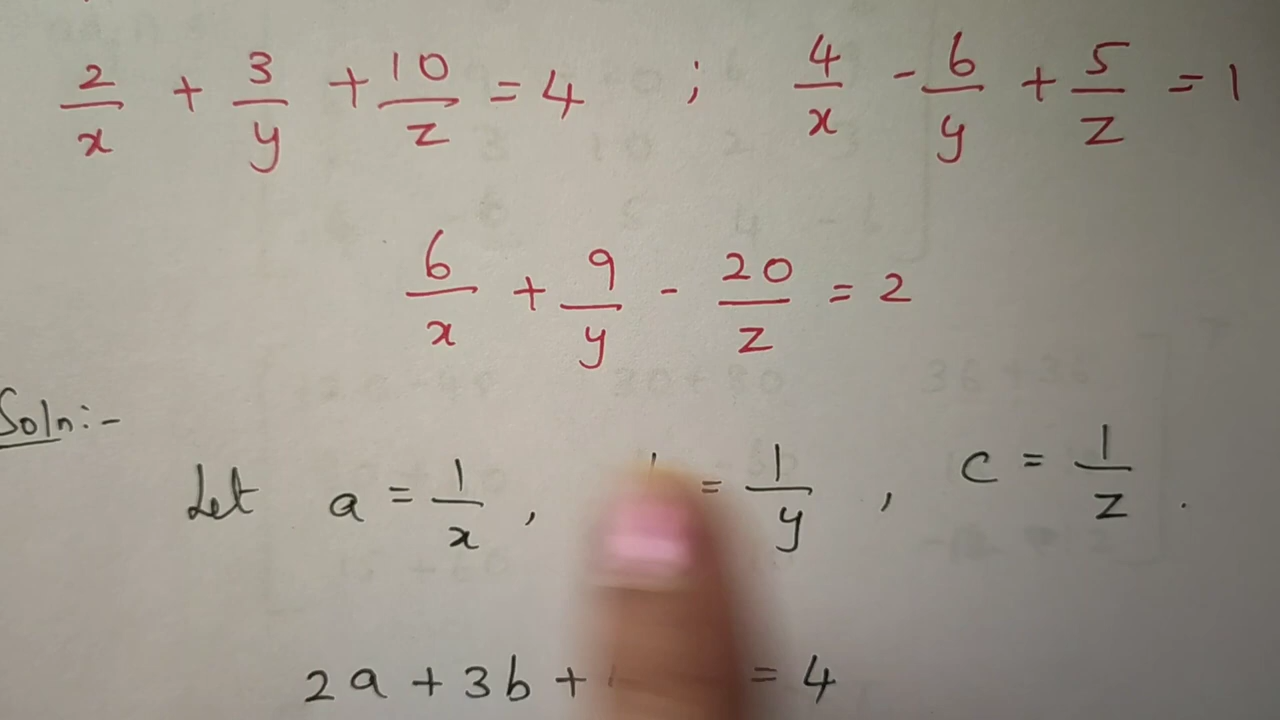 2/x + 3/y + 10/z = 4 ; 4/x - 6/y + 5/z = 1
6/x + 9/y - 20/z = 2
Soln:-
Let a = 1/x , = 1/y , c = 1/z .
2a + 3b + = 4